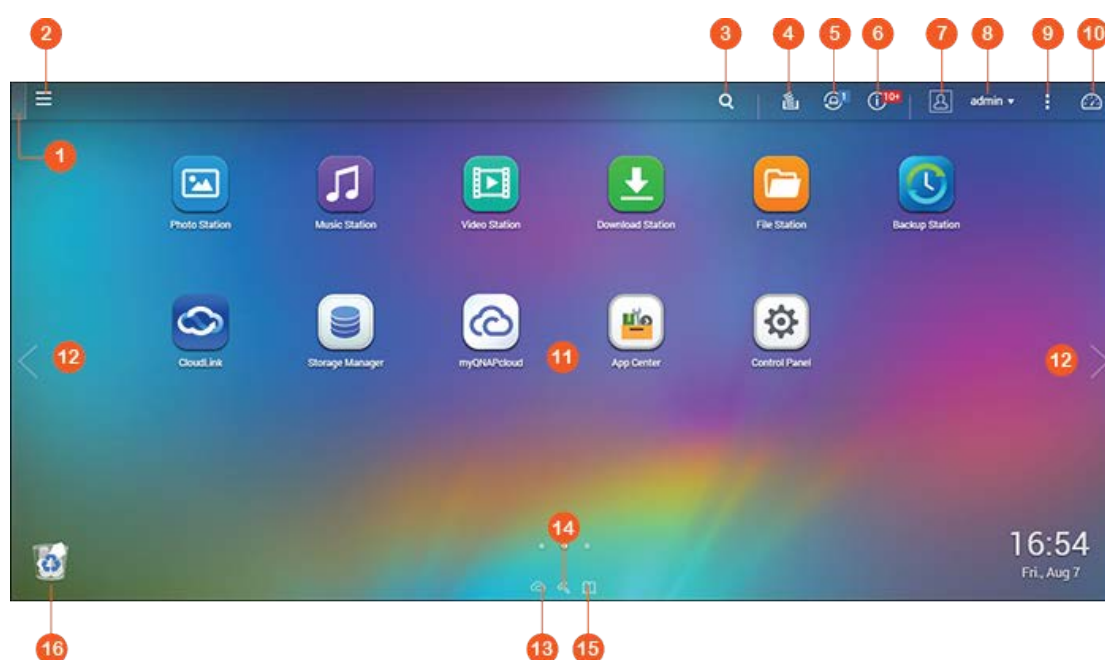 2
3
4
5
6
7
8
9
10
1
10+
admin
1
Photo Station
Music Station
Video Station
Download Station
File Station
Backup Station
12
CloudLink
Storage Manager
myQNAPcloud
11
App Center
Control Panel
12
14
16:54
Fri., Aug 7
16
13
15